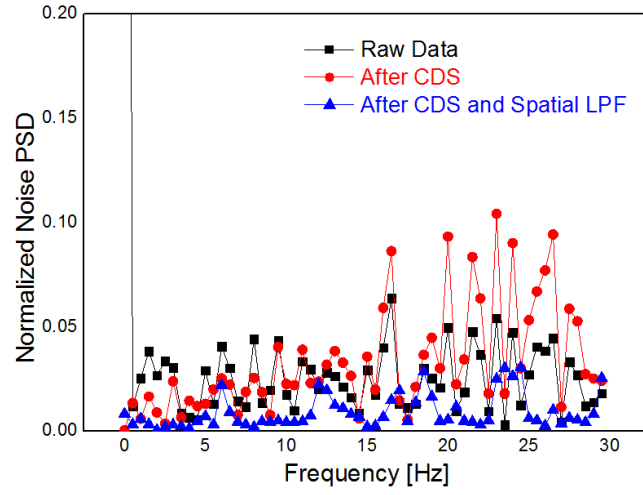 0.20
Raw Data
After CDS
After CDS and Spatial LPF
0.15
0.10
0.05
0.00
Normalized Noise PSD
0 5 10 15 20 25 30
Frequency [Hz]